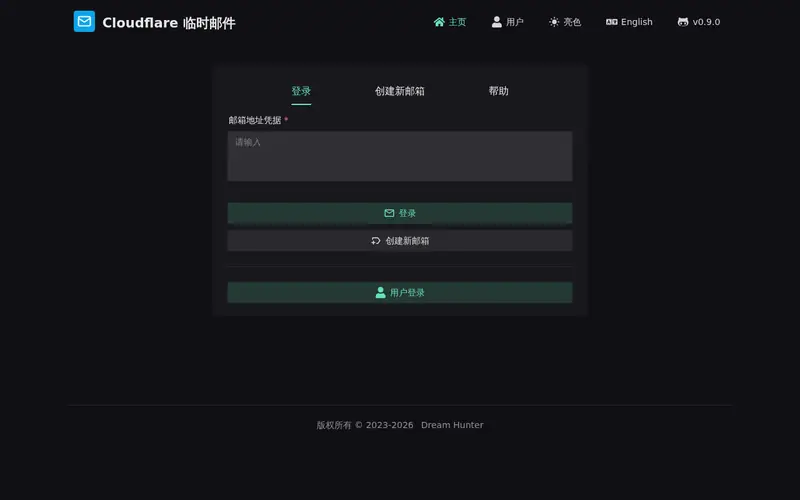 Cloudflare 临时邮件
主页 用户 亮色 English v0.9.0
登录 创建新邮箱 帮助
邮箱地址凭据 *
请输入
登录
创建新邮箱
用户登录
版权所有 © 2023-2026 Dream Hunter